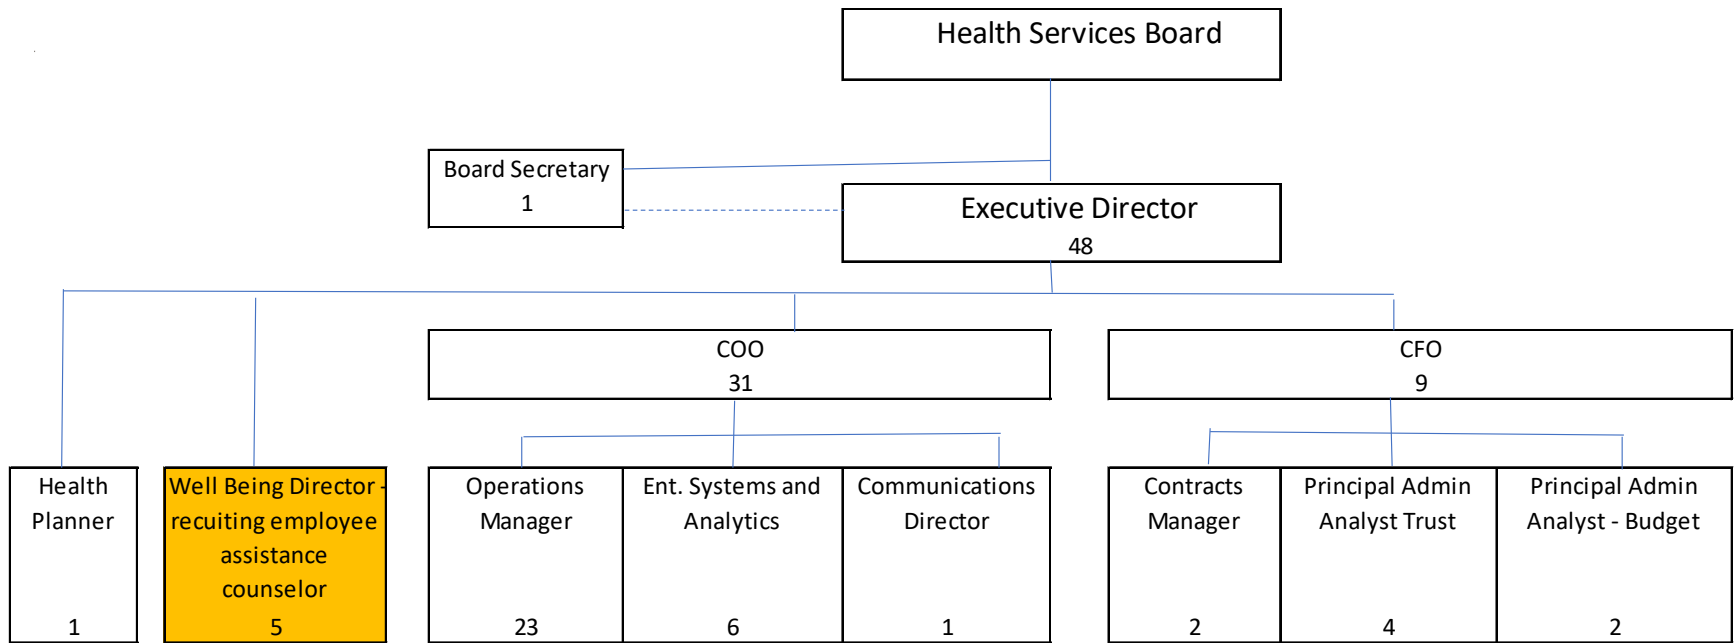 Health Services Board
Board Secretary
1
Executive Director
48
COO
31
CFO
9
Health
Planner
1
Well Being Director -
recuiting employee
assistance
counselor
5
Operations
Manager
23
Ent. Systems and
Analytics
6
Communications
Director
1
Contracts
Manager
2
Principal Admin
Analyst Trust
4
Principal Admin
Analyst - Budget
2